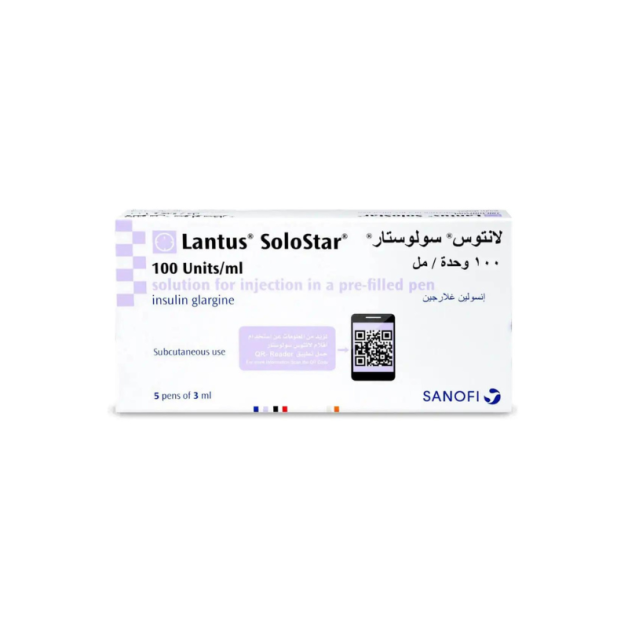 Lantus® SoloStar®
لانتوس® سولوستار®
100 Units/ml
١٠٠ وحدة / مل
solution for injection in a pre-filled pen
insulin glargine
إنسولين غلارجين
Subcutaneous use
5 pens of 3 ml
SANOFI